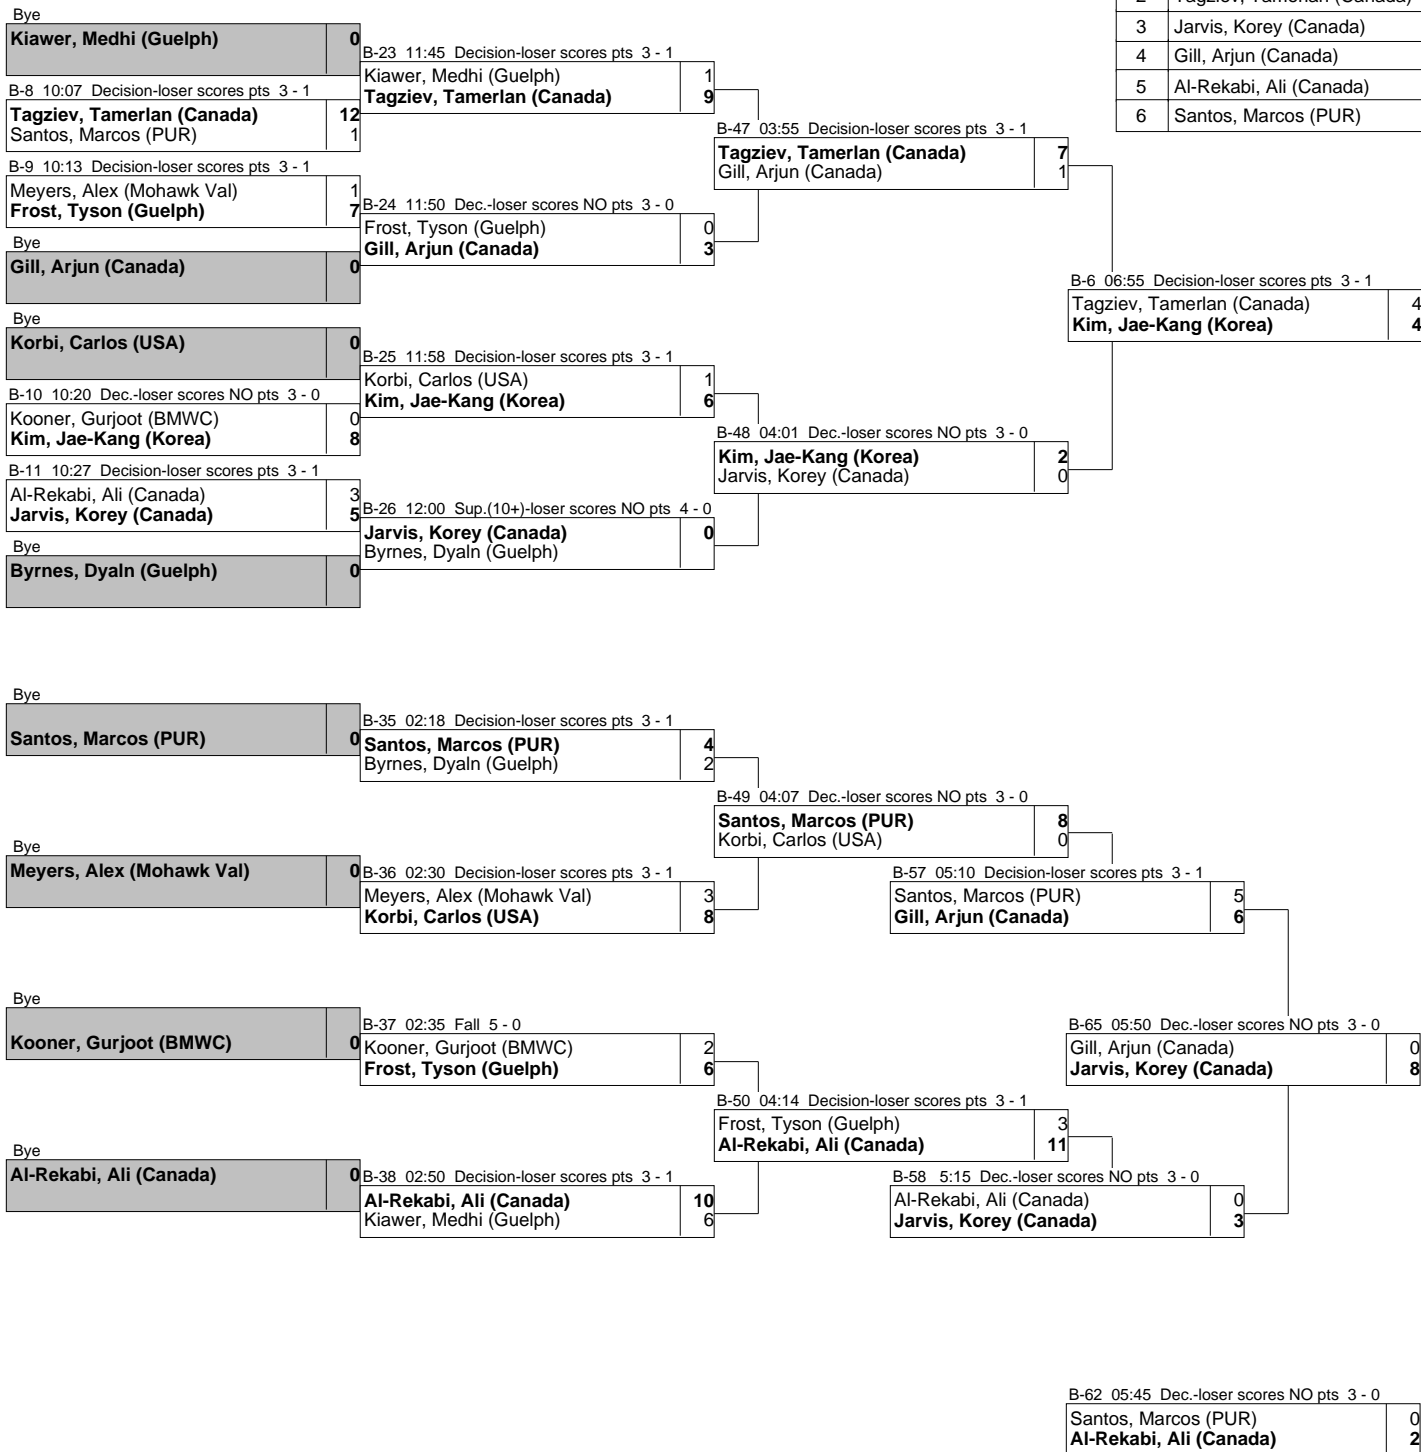 2 Tagziev, Tamerlan (Canada)
3 Jarvis, Korey (Canada)
4 Gill, Arjun (Canada)
5 Al-Rekabi, Ali (Canada)
6 Santos, Marcos (PUR)
Bye
Kiawer, Medhi (Guelph) 0
B-8 10:07 Decision-loser scores pts 3 - 1
Tagziev, Tamerlan (Canada) 12
Santos, Marcos (PUR) 1
B-9 10:13 Decision-loser scores pts 3 - 1
Meyers, Alex (Mohawk Val) 1
Frost, Tyson (Guelph) 7
Bye
Gill, Arjun (Canada) 0
Bye
Korbi, Carlos (USA) 0
B-10 10:20 Dec.-loser scores NO pts 3 - 0
Kooner, Gurjoot (BMWC) 0
Kim, Jae-Kang (Korea) 8
B-11 10:27 Decision-loser scores pts 3 - 1
Al-Rekabi, Ali (Canada) 3
Jarvis, Korey (Canada) 5
Bye
Byrnes, Dyaln (Guelph) 0
B-23 11:45 Decision-loser scores pts 3 - 1
Kiawer, Medhi (Guelph) 1
Tagziev, Tamerlan (Canada) 9
B-24 11:50 Dec.-loser scores NO pts 3 - 0
Frost, Tyson (Guelph) 0
Gill, Arjun (Canada) 3
B-25 11:58 Decision-loser scores pts 3 - 1
Korbi, Carlos (USA) 1
Kim, Jae-Kang (Korea) 6
B-26 12:00 Sup.(10+)-loser scores NO pts 4 - 0
Jarvis, Korey (Canada) 0
Byrnes, Dyaln (Guelph)
B-47 03:55 Decision-loser scores pts 3 - 1
Tagziev, Tamerlan (Canada) 7
Gill, Arjun (Canada) 1
B-48 04:01 Dec.-loser scores NO pts 3 - 0
Kim, Jae-Kang (Korea) 2
Jarvis, Korey (Canada) 0
B-6 06:55 Decision-loser scores pts 3 - 1
Tagziev, Tamerlan (Canada) 4
Kim, Jae-Kang (Korea) 4
Bye
Santos, Marcos (PUR) 0
Bye
Meyers, Alex (Mohawk Val) 0
Bye
Kooner, Gurjoot (BMWC) 0
Bye
Al-Rekabi, Ali (Canada) 0
B-35 02:18 Decision-loser scores pts 3 - 1
Santos, Marcos (PUR) 4
Byrnes, Dyaln (Guelph) 2
B-36 02:30 Decision-loser scores pts 3 - 1
Meyers, Alex (Mohawk Val) 3
Korbi, Carlos (USA) 8
B-37 02:35 Fall 5 - 0
Kooner, Gurjoot (BMWC) 2
Frost, Tyson (Guelph) 6
B-38 02:50 Decision-loser scores pts 3 - 1
Al-Rekabi, Ali (Canada) 10
Kiawer, Medhi (Guelph) 6
B-49 04:07 Dec.-loser scores NO pts 3 - 0
Santos, Marcos (PUR) 8
Korbi, Carlos (USA) 0
B-50 04:14 Decision-loser scores pts 3 - 1
Frost, Tyson (Guelph) 3
Al-Rekabi, Ali (Canada) 11
B-57 05:10 Decision-loser scores pts 3 - 1
Santos, Marcos (PUR) 5
Gill, Arjun (Canada) 6
B-58 5:15 Dec.-loser scores NO pts 3 - 0
Al-Rekabi, Ali (Canada) 0
Jarvis, Korey (Canada) 3
B-65 05:50 Dec.-loser scores NO pts 3 - 0
Gill, Arjun (Canada) 0
Jarvis, Korey (Canada) 8
B-62 05:45 Dec.-loser scores NO pts 3 - 0
Santos, Marcos (PUR) 0
Al-Rekabi, Ali (Canada) 2